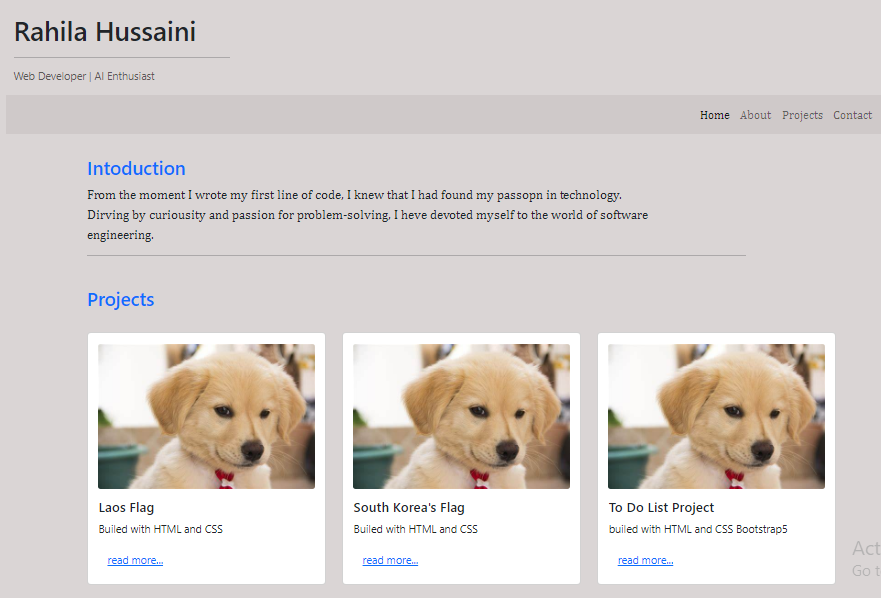 Rahila Hussaini
Web Developer | AI Enthusiast
Home About Projects Contact
Intoduction
From the moment I wrote my first line of code, I knew that I had found my passopn in technology.
Dirving by curiousity and passion for problem-solving, I heve devoted myself to the world of software
engineering.
Projects
Laos Flag South Korea's Flag To Do List Project
Builed with HTML and CSS Builed with HTML and CSS builed with HTML and CSS Bootstrap5
read more... read more... read more...
Go